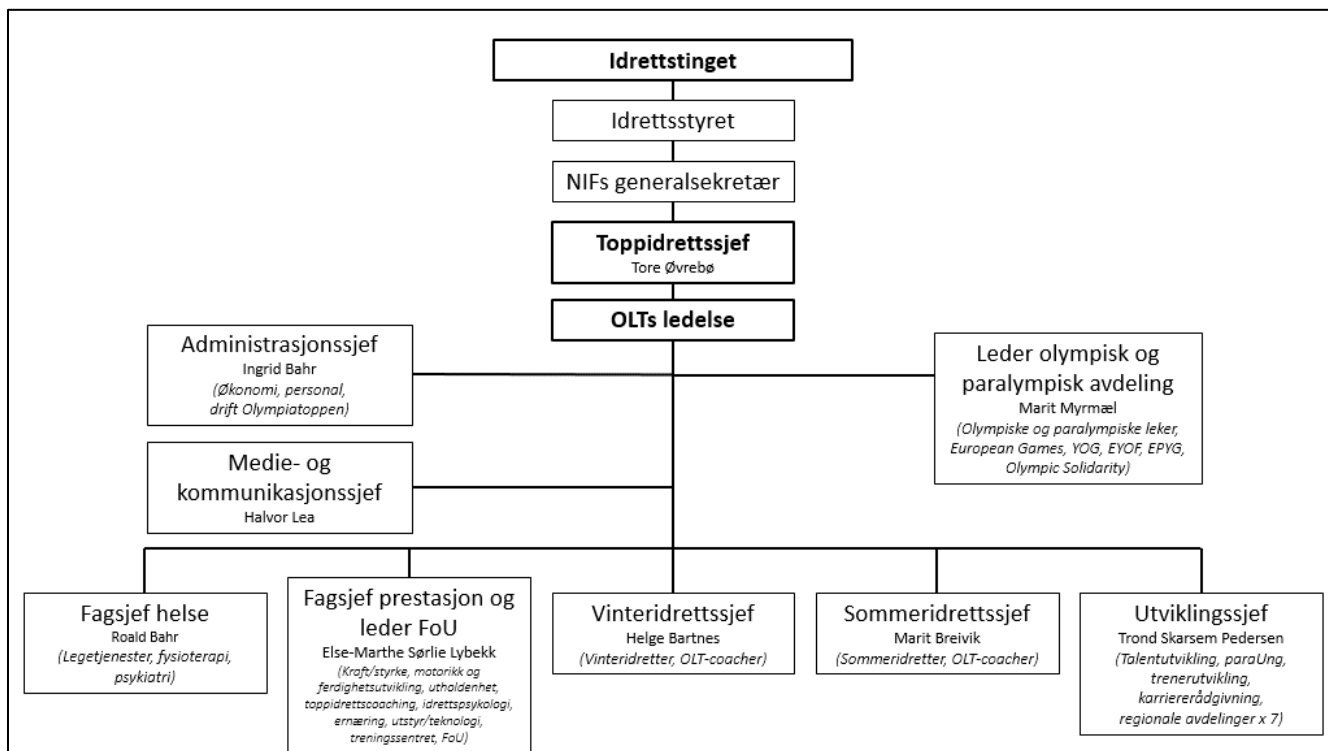 Idrettstinget
Idrettsstyret
NIFs generalsekretær
Toppidrettssjef
Tore Øvrebø
OLTs ledelse
Administrasjonssjef
Ingrid Bahr
(Økonomi, personal,
drift Olympiatoppen)
Leder olympisk og
paralympisk avdeling
Marit Myrmæl
(Olympiske og paralympiske leker,
European Games, YOG, EYOF, EPYG,
Olympic Solidarity)
Medie- og
kommunikasjonssjef
Halvor Lea
Fagsjef helse
Roald Bahr
(Legetjenester, fysioterapi,
psykiatri)
Fagsjef prestasjon og
leder FoU
Else-Marthe Sørlie Lybekk
(Kraft/styrke, motorikk og
ferdighetsutvikling, utholdenhet,
toppidrettscoaching, idrettspsykologi,
ernæring, utstyr/teknologi,
treningssentret, FoU)
Vinteridrettssjef
Helge Bartnes
(Vinteridretter, OLT-coacher)
Sommeridrettssjef
Marit Breivik
(Sommeridretter, OLT-coacher)
Utviklingssjef
Trond Skarsem Pedersen
(Talentutvikling, paraUng,
trenerutvikling,
karriererådgivning,
regionale avdelinger x 7)